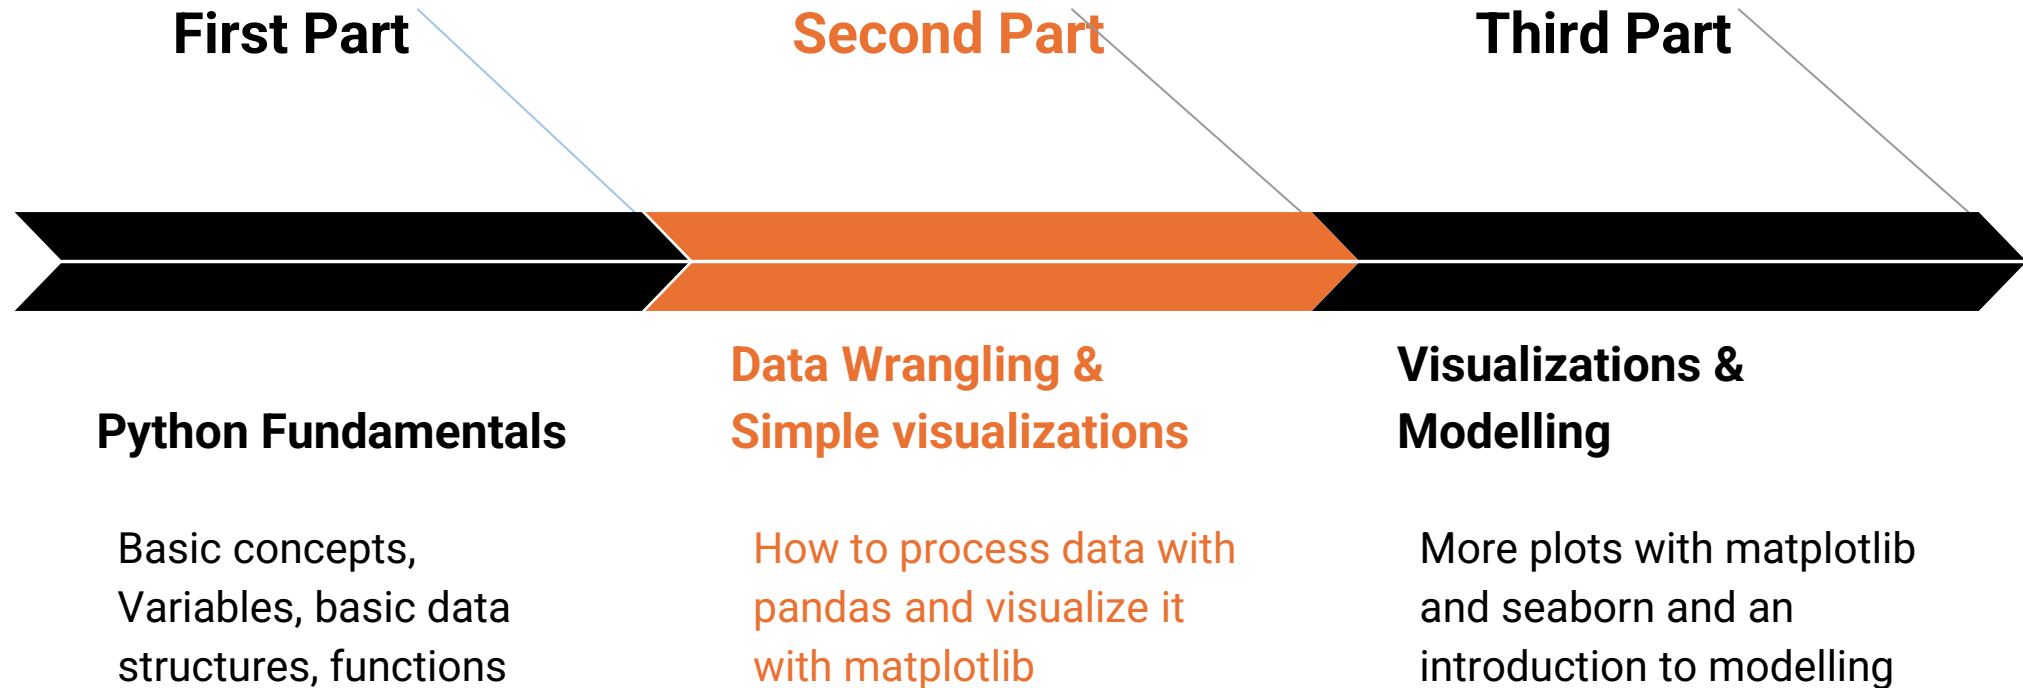 First Part
Second Part
Third Part
Python Fundamentals
Data Wrangling &
Simple visualizations
Visualizations &
Modelling
Basic concepts,
Variables, basic data
structures, functions
How to process data with
pandas and visualize it
with matplotlib
More plots with matplotlib
and seaborn and an
introduction to modelling